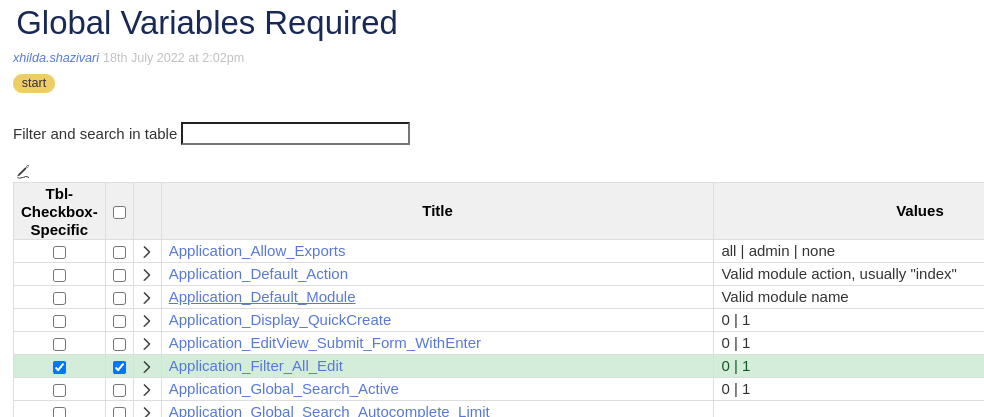 Global Variables Required
xhilda.shazivari 18th July 2022 at 2:02pm
start
Filter and search in table
Tbl-
Checkbox-
Specific
Title
Values
Application_Allow_Exports all | admin | none
Application_Default_Action Valid module action, usually "index"
Application_Default_Module Valid module name
Application_Display_QuickCreate 0 | 1
Application_EditView_Submit_Form_WithEnter 0 | 1
Application_Filter_All_Edit 0 | 1
Application_Global_Search_Active 0 | 1
Application_Global_Search_Autocomplete_Limit